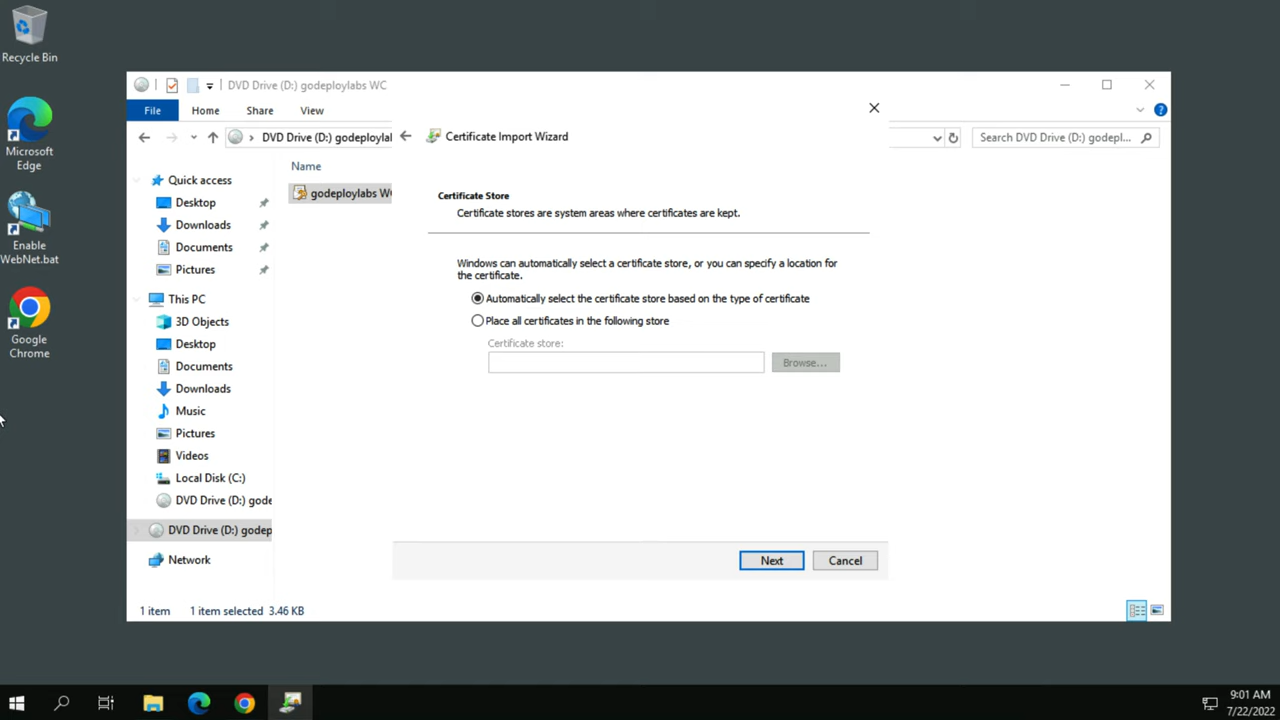 Recycle Bin
Microsoft
Edge
Enable
WebNet.bat
Google
Chrome
DVD Drive (D:) godeploylabs WC
File
Home
Share
View
DVD Drive (D:) godeploylal
Search DVD Drive (D:) godepl...
Name
godeploylabs WC
Quick access
Desktop
Downloads
Documents
Pictures
This PC
3D Objects
Desktop
Documents
Downloads
Music
Pictures
Videos
Local Disk (C:)
DVD Drive (D:) gode
DVD Drive (D:) godep
Network
1 item 1 item selected 3.46 KB
Certificate Import Wizard
Certificate Store
Certificate stores are system areas where certificates are kept.
Windows can automatically select a certificate store, or you can specify a location for
the certificate.
Automatically select the certificate store based on the type of certificate
Place all certificates in the following store
Certificate store:
Browse...
Next
Cancel
9:01 AM
7/22/2022